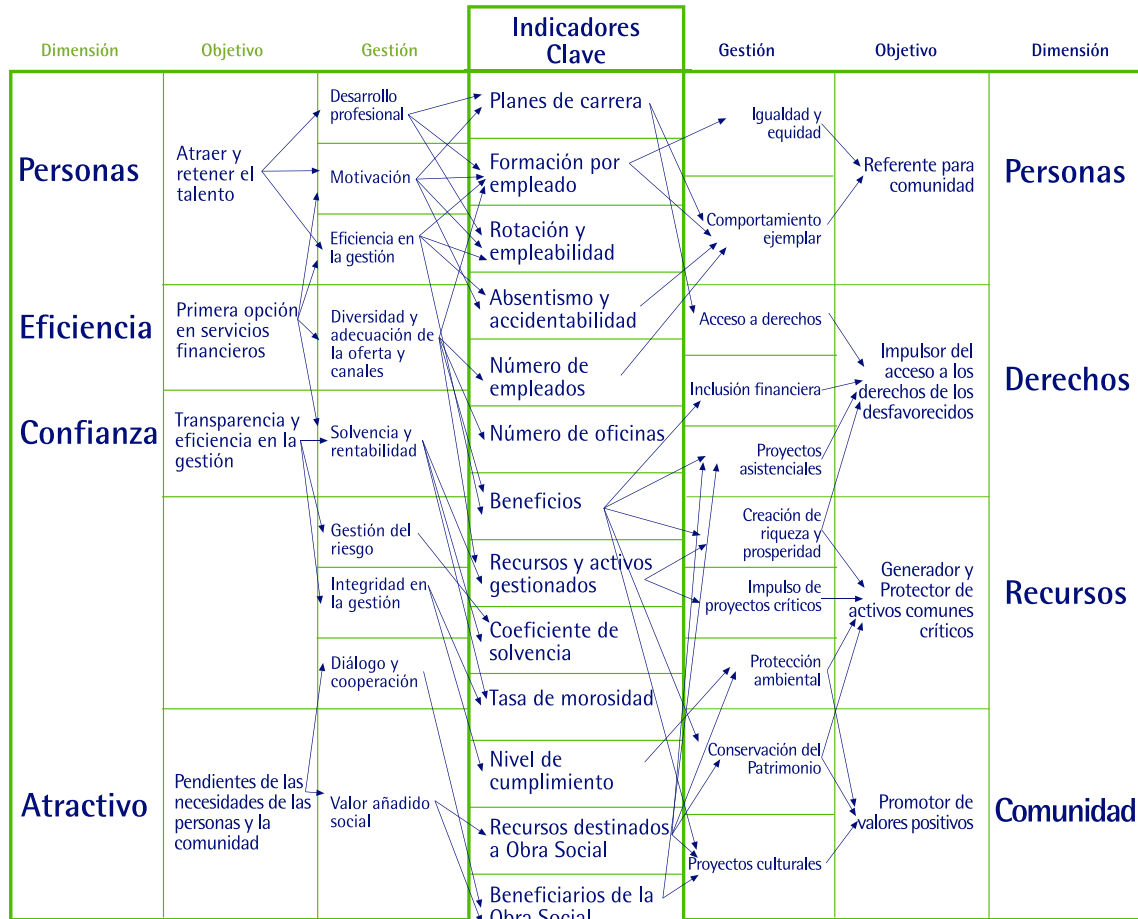 Dimensión
Objetivo
Gestión
Indicadores
Clave
Gestión
Objetivo
Dimensión
Personas
Eficiencia
Confianza
Atractivo
Atraer y
retener el
talento
Primera opción
en servicios
financieros
Transparencia y
eficiencia en la
gestión
Pendientes de las
necesidades de las
personas y la
comunidad
Desarrollo
profesional
Motivación
Eficiencia en
la gestión
Diversidad y
adecuación de
la oferta y
canales
Solvencia y
rentabilidad
Gestión del
riesgo
Integridad en
la gestión
Diálogo y
cooperación
Valor añadido
social
Planes de carrera
Formación por
empleado
Rotación y
empleabilidad
Absentismo y
accidentabilidad
Número de
empleados
Número de oficinas
Beneficios
Recursos y activos
gestionados
Coeficiente de
solvencia
Tasa de morosidad
Nivel de
cumplimiento
Recursos destinados
a Obra Social
Beneficiarios de la
Obra Social
Igualdad y
equidad
Comportamiento
ejemplar
Acceso a derechos
Inclusión financiera
Proyectos
asistenciales
Creación de
riqueza y
prosperidad
Impulso de
proyectos críticos
Protección
ambiental
Conservación del
Patrimonio
Proyectos culturales
Referente para
comunidad
Impulsor del
acceso a los
derechos de los
desfavorecidos
Generador y
Protector de
activos comunes
críticos
Promotor de
valores positivos
Personas
Derechos
Recursos
Comunidad